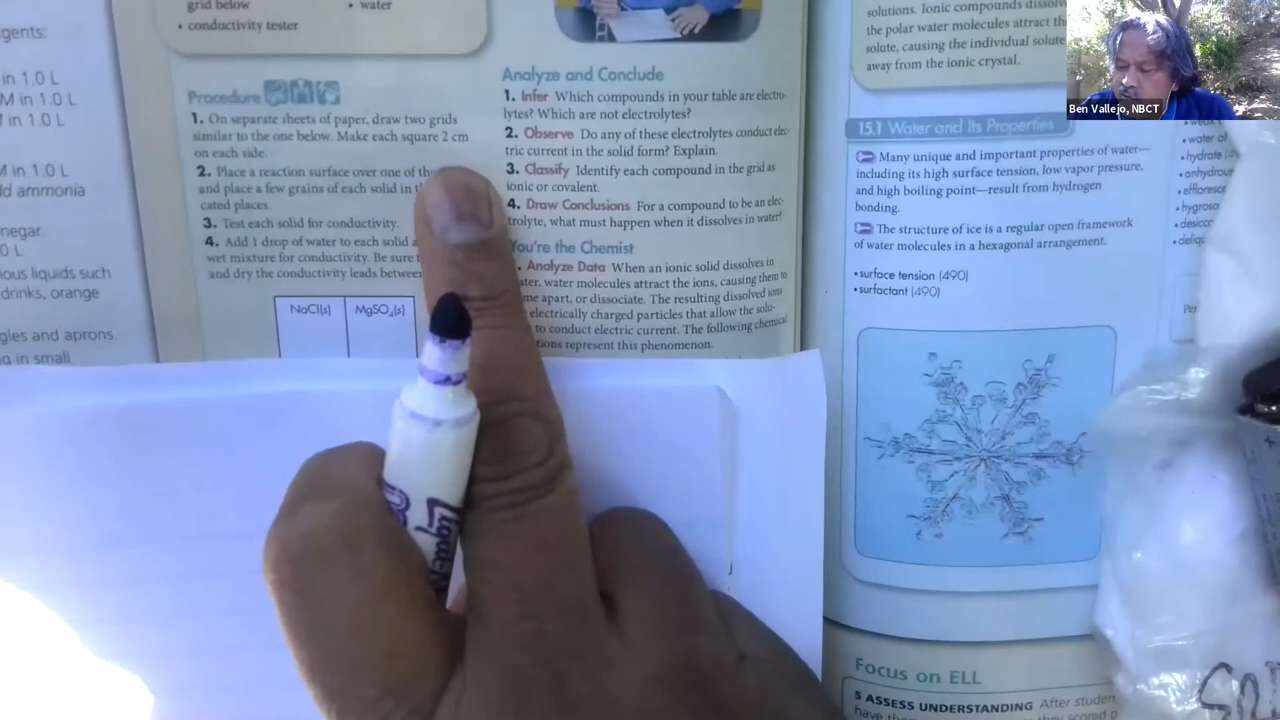 gents:
in 1.0 L
M in 1.0 L
in 1.0 L
M in 1.0 L
ld ammonia
negar
0 L
ious liquids such
drinks, orange
gles and aprons
g in small
grid below
• water
• conductivity tester
Procedure
1. On separate sheets of paper, draw two grids
similar to the one below. Make each square 2 cm
on each side.
2. Place a reaction surface over one of the
and place a few grains of each solid in
cated places.
3. Test each solid for conductivity.
4. Add 1 drop of water to each solid
wet mixture for conductivity. Be sure
and dry the conductivity leads between
NaCl(s) MgSO₄(s)
Analyze and Conclude
1. Infer Which compounds in your table are electro-
lytes? Which are not electrolytes?
2. Observe Do any of these electrolytes conduct elec-
tric current in the solid form? Explain.
3. Classify Identify each compound in the grid as
ionic or covalent.
4. Draw Conclusions For a compound to be an elec-
trolyte, what must happen when it dissolves in water?
You're the Chemist
Analyze Data When an ionic solid dissolves in
ater, water molecules attract the ions, causing them to
me apart, or dissociate. The resulting dissolved ions
electrically charged particles that allow the solu-
to conduct electric current. The following chemical
tions represent this phenomenon.
solutions. Ionic compounds dissolv
the polar water molecules attract the
solute, causing the individual solute
away from the ionic crystal.
Ben Vallejo, NBCT
15.1 Water and Its Properties
Many unique and important properties of water—
including its high surface tension, low vapor pressure,
and high boiling point—result from hydrogen
bonding.
The structure of ice is a regular open framework
of water molecules in a hexagonal arrangement.
• surface tension (490)
• surfactant (490)
• water of
• hydrate (4
• anhydrous
• effloresce
• hygrosc
• desicc
• deliq
Per
Focus on ELL
5 ASSESS UNDERSTANDING After studen